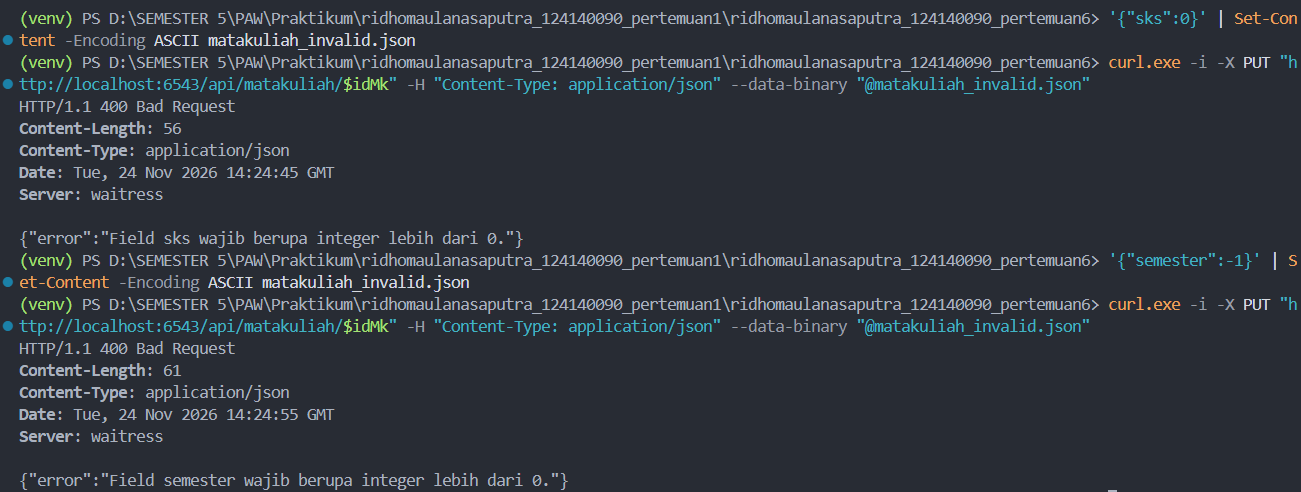 (venv) PS D:\SEMESTER 5\PAW\Praktikum\ridhomaulanasaputra_124140090_pertemuan1\ridhomaulanasaputra_124140090_pertemuan6> '{"sks":0}' | Set-Con
tent -Encoding ASCII matakuliah_invalid.json
(venv) PS D:\SEMESTER 5\PAW\Praktikum\ridhomaulanasaputra_124140090_pertemuan1\ridhomaulanasaputra_124140090_pertemuan6> curl.exe -i -X PUT "h
ttp://localhost:6543/api/matakuliah/$idMk" -H "Content-Type: application/json" --data-binary "@matakuliah_invalid.json"
HTTP/1.1 400 Bad Request
Content-Length: 56
Content-Type: application/json
Date: Tue, 24 Nov 2026 14:24:45 GMT
Server: waitress

{"error":"Field sks wajib berupa integer lebih dari 0."}
(venv) PS D:\SEMESTER 5\PAW\Praktikum\ridhomaulanasaputra_124140090_pertemuan1\ridhomaulanasaputra_124140090_pertemuan6> '{"semester":-1}' | S
et-Content -Encoding ASCII matakuliah_invalid.json
(venv) PS D:\SEMESTER 5\PAW\Praktikum\ridhomaulanasaputra_124140090_pertemuan1\ridhomaulanasaputra_124140090_pertemuan6> curl.exe -i -X PUT "h
ttp://localhost:6543/api/matakuliah/$idMk" -H "Content-Type: application/json" --data-binary "@matakuliah_invalid.json"
HTTP/1.1 400 Bad Request
Content-Length: 61
Content-Type: application/json
Date: Tue, 24 Nov 2026 14:24:55 GMT
Server: waitress

{"error":"Field semester wajib berupa integer lebih dari 0."}